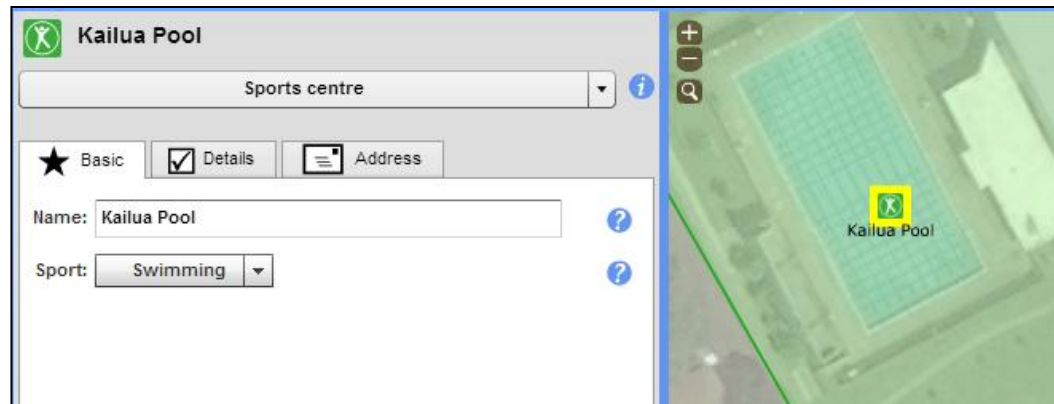 Kailua Pool
Sports centre
Basic
Details
Address
Name: Kailua Pool
Sport: Swimming
Kailua Pool